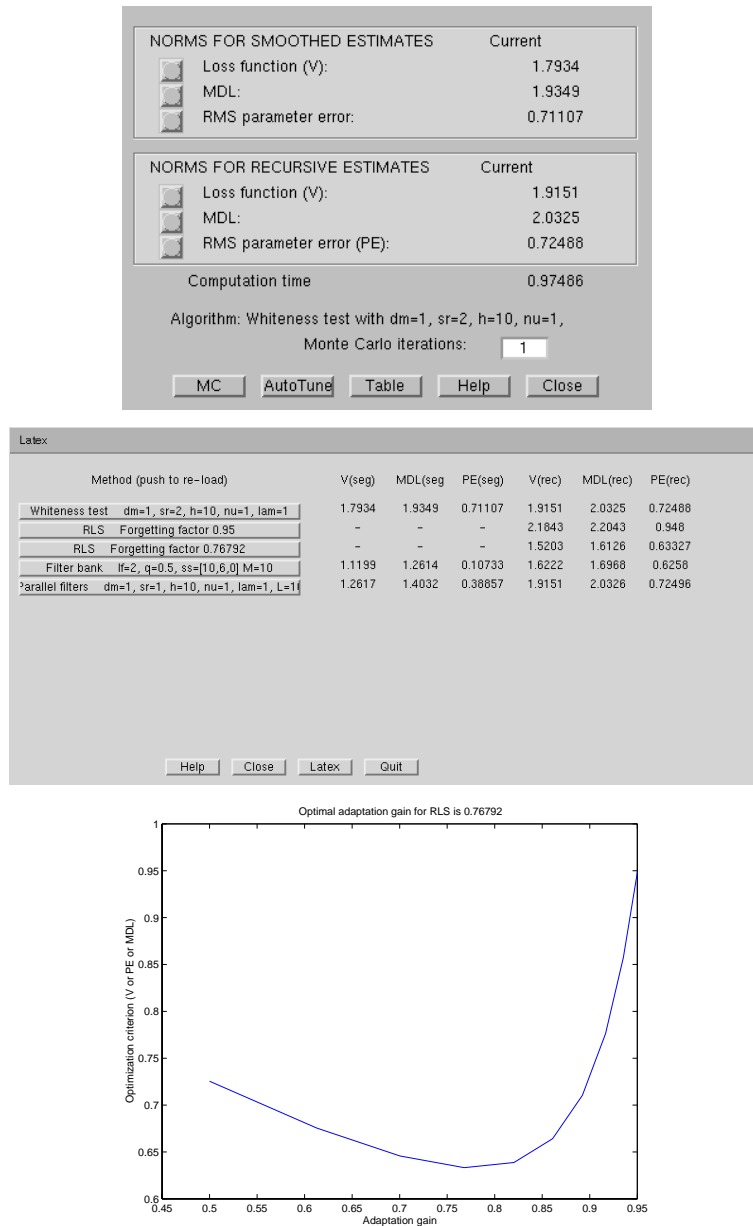 NORMS FOR SMOOTHED ESTIMATES Current
Loss function (V): 1.7934
MDL: 1.9349
RMS parameter error: 0.71107
NORMS FOR RECURSIVE ESTIMATES Current
Loss function (V): 1.9151
MDL: 2.0325
RMS parameter error (PE): 0.72488
Computation time 0.97486
Algorithm: Whiteness test with dm=1, sr=2, h=10, nu=1,
Monte Carlo iterations: 1
MC AutoTune Table Help Close
Latex
Method (push to re-load) V(seg) MDL(seg PE(seg) V(rec) MDL(rec) PE(rec)
Whiteness test dm=1, sr=2, h=10, nu=1, lam=1 1.7934 1.9349 0.71107 1.9151 2.0325 0.72488
RLS Forgetting factor 0.95 - - - 2.1843 2.2043 0.948
RLS Forgetting factor 0.76792 - - - 1.5203 1.6126 0.63327
Filter bank lf=2, q=0.5, ss=[10,6,0] M=10 1.1199 1.2614 0.10733 1.6222 1.6968 0.6258
Parallel filters dm=1, sr=1, h=10, nu=1, lam=1, L=1 1.2617 1.4032 0.38857 1.9151 2.0326 0.72496
Help Close Latex Quit
Optimal adaptation gain for RLS is 0.76792
1
0.95
0.9
0.85
0.8
0.75
0.7
0.65
0.6
Optimization criterion (V or PE or MDL)
0.45 0.5 0.55 0.6 0.65 0.7 0.75 0.8 0.85 0.9 0.95
Adaptation gain